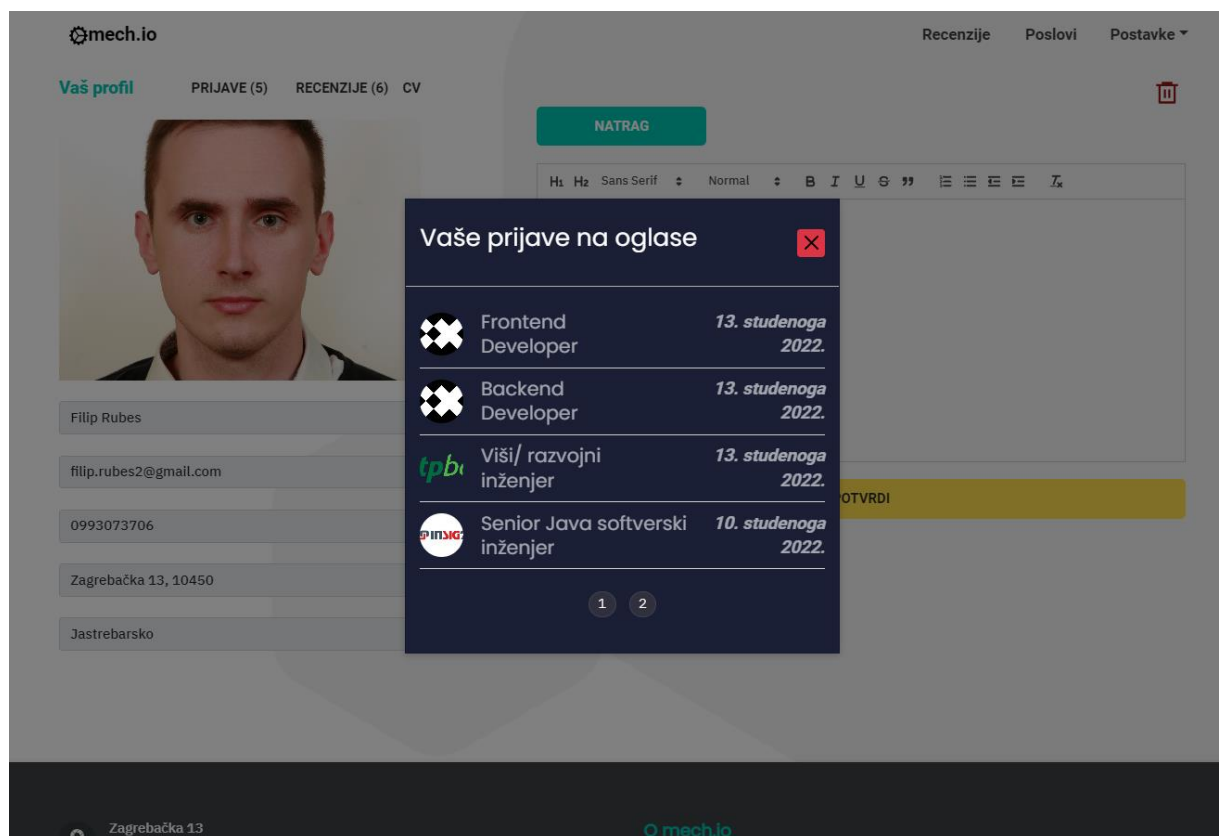 mech.io
Recenzije Poslovi Postavke
Vaš profil PRIJAVE (5) RECENZIJE (6) CV
NATRAG
H1 H2 Sans Serif Normal B I U S
Vaše prijave na oglase
Frontend
Developer
13. studenoga
2022.
Backend
Developer
13. studenoga
2022.
Viši/ razvojni
inženjer
13. studenoga
2022.
Senior Java softverski
inženjer
10. studenoga
2022.
1 2
Filip Rubes
filip.rubes2@gmail.com
0993073706
Zagrebačka 13, 10450
Jastrebarsko
OTVRDI
Zagrebačka 13
O mech.io